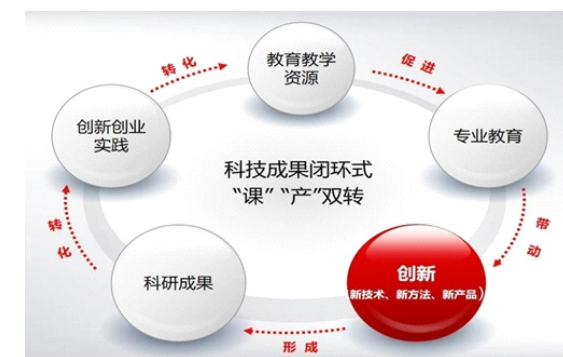 教育教学
资源
促进
专业教育
带动
创新
新技术、新方法、新产品）
形成
科研成果
转化
创新创业
实践
转化
科技成果闭环式
“课”“产”双转